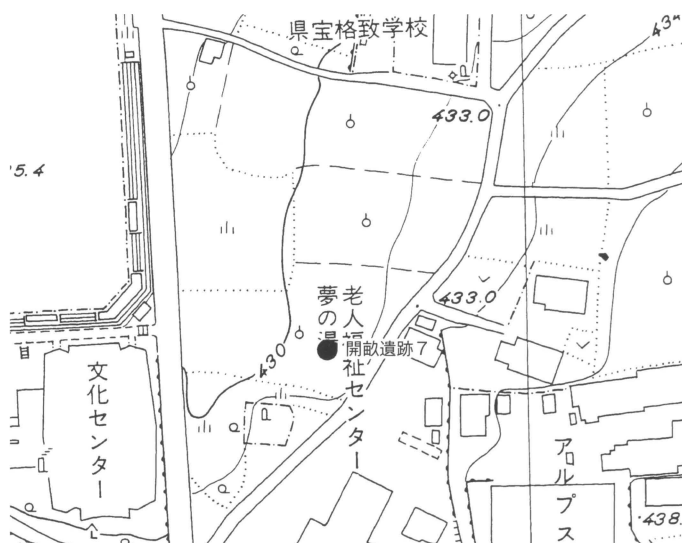 県宝格致学校
434
433.0
5.4
433.0
老人福祉センター
夢の湯
開畝遺跡7
430
文化センター
アルプス
438.